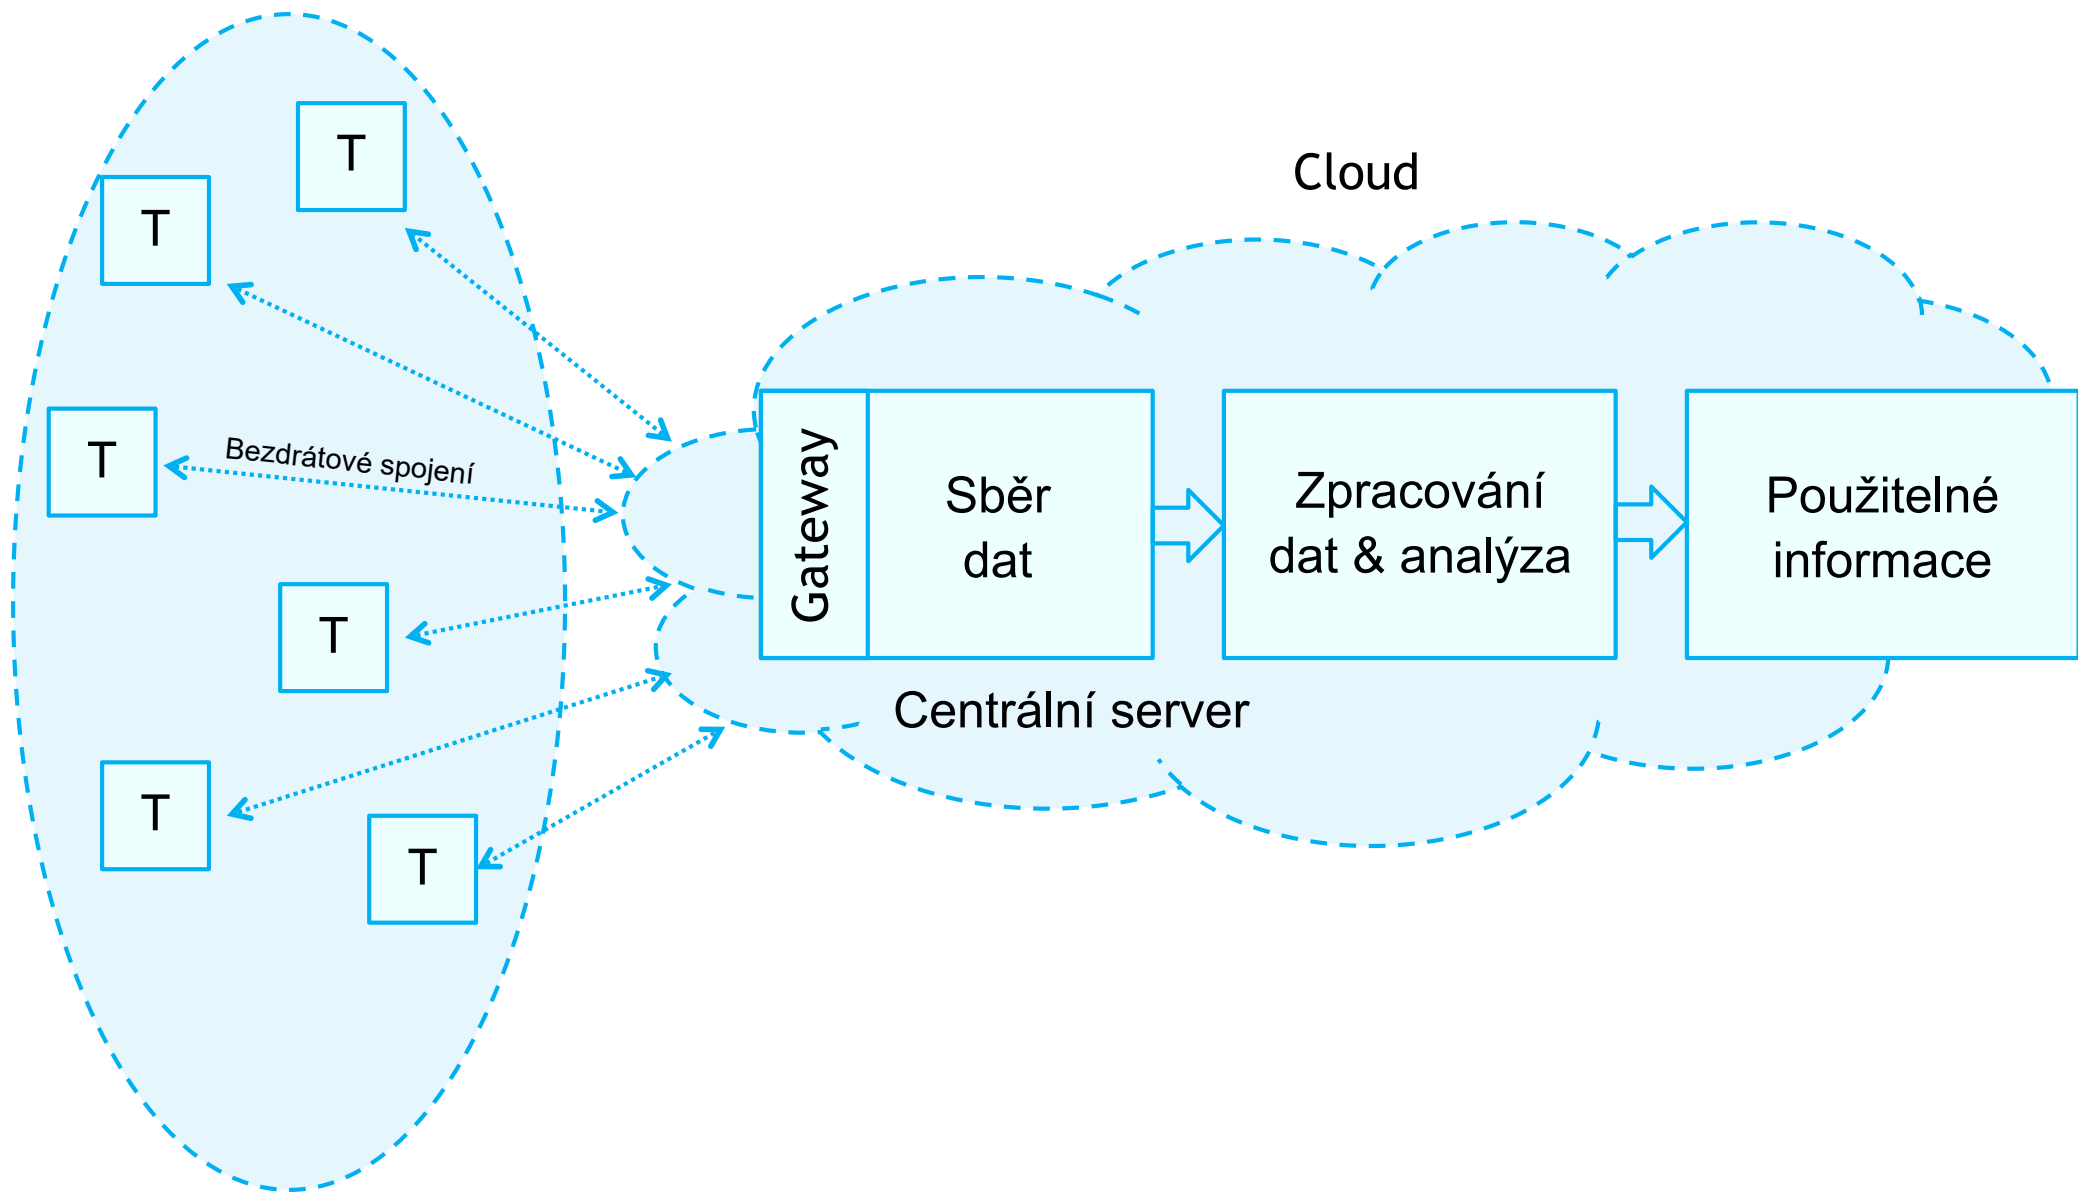 T
T
Cloud
T
Bezdrátové spojení
Gateway
Sběr
dat
Zpracování
dat & analýza
Použitelné
informace
T
Centrální server
T
T